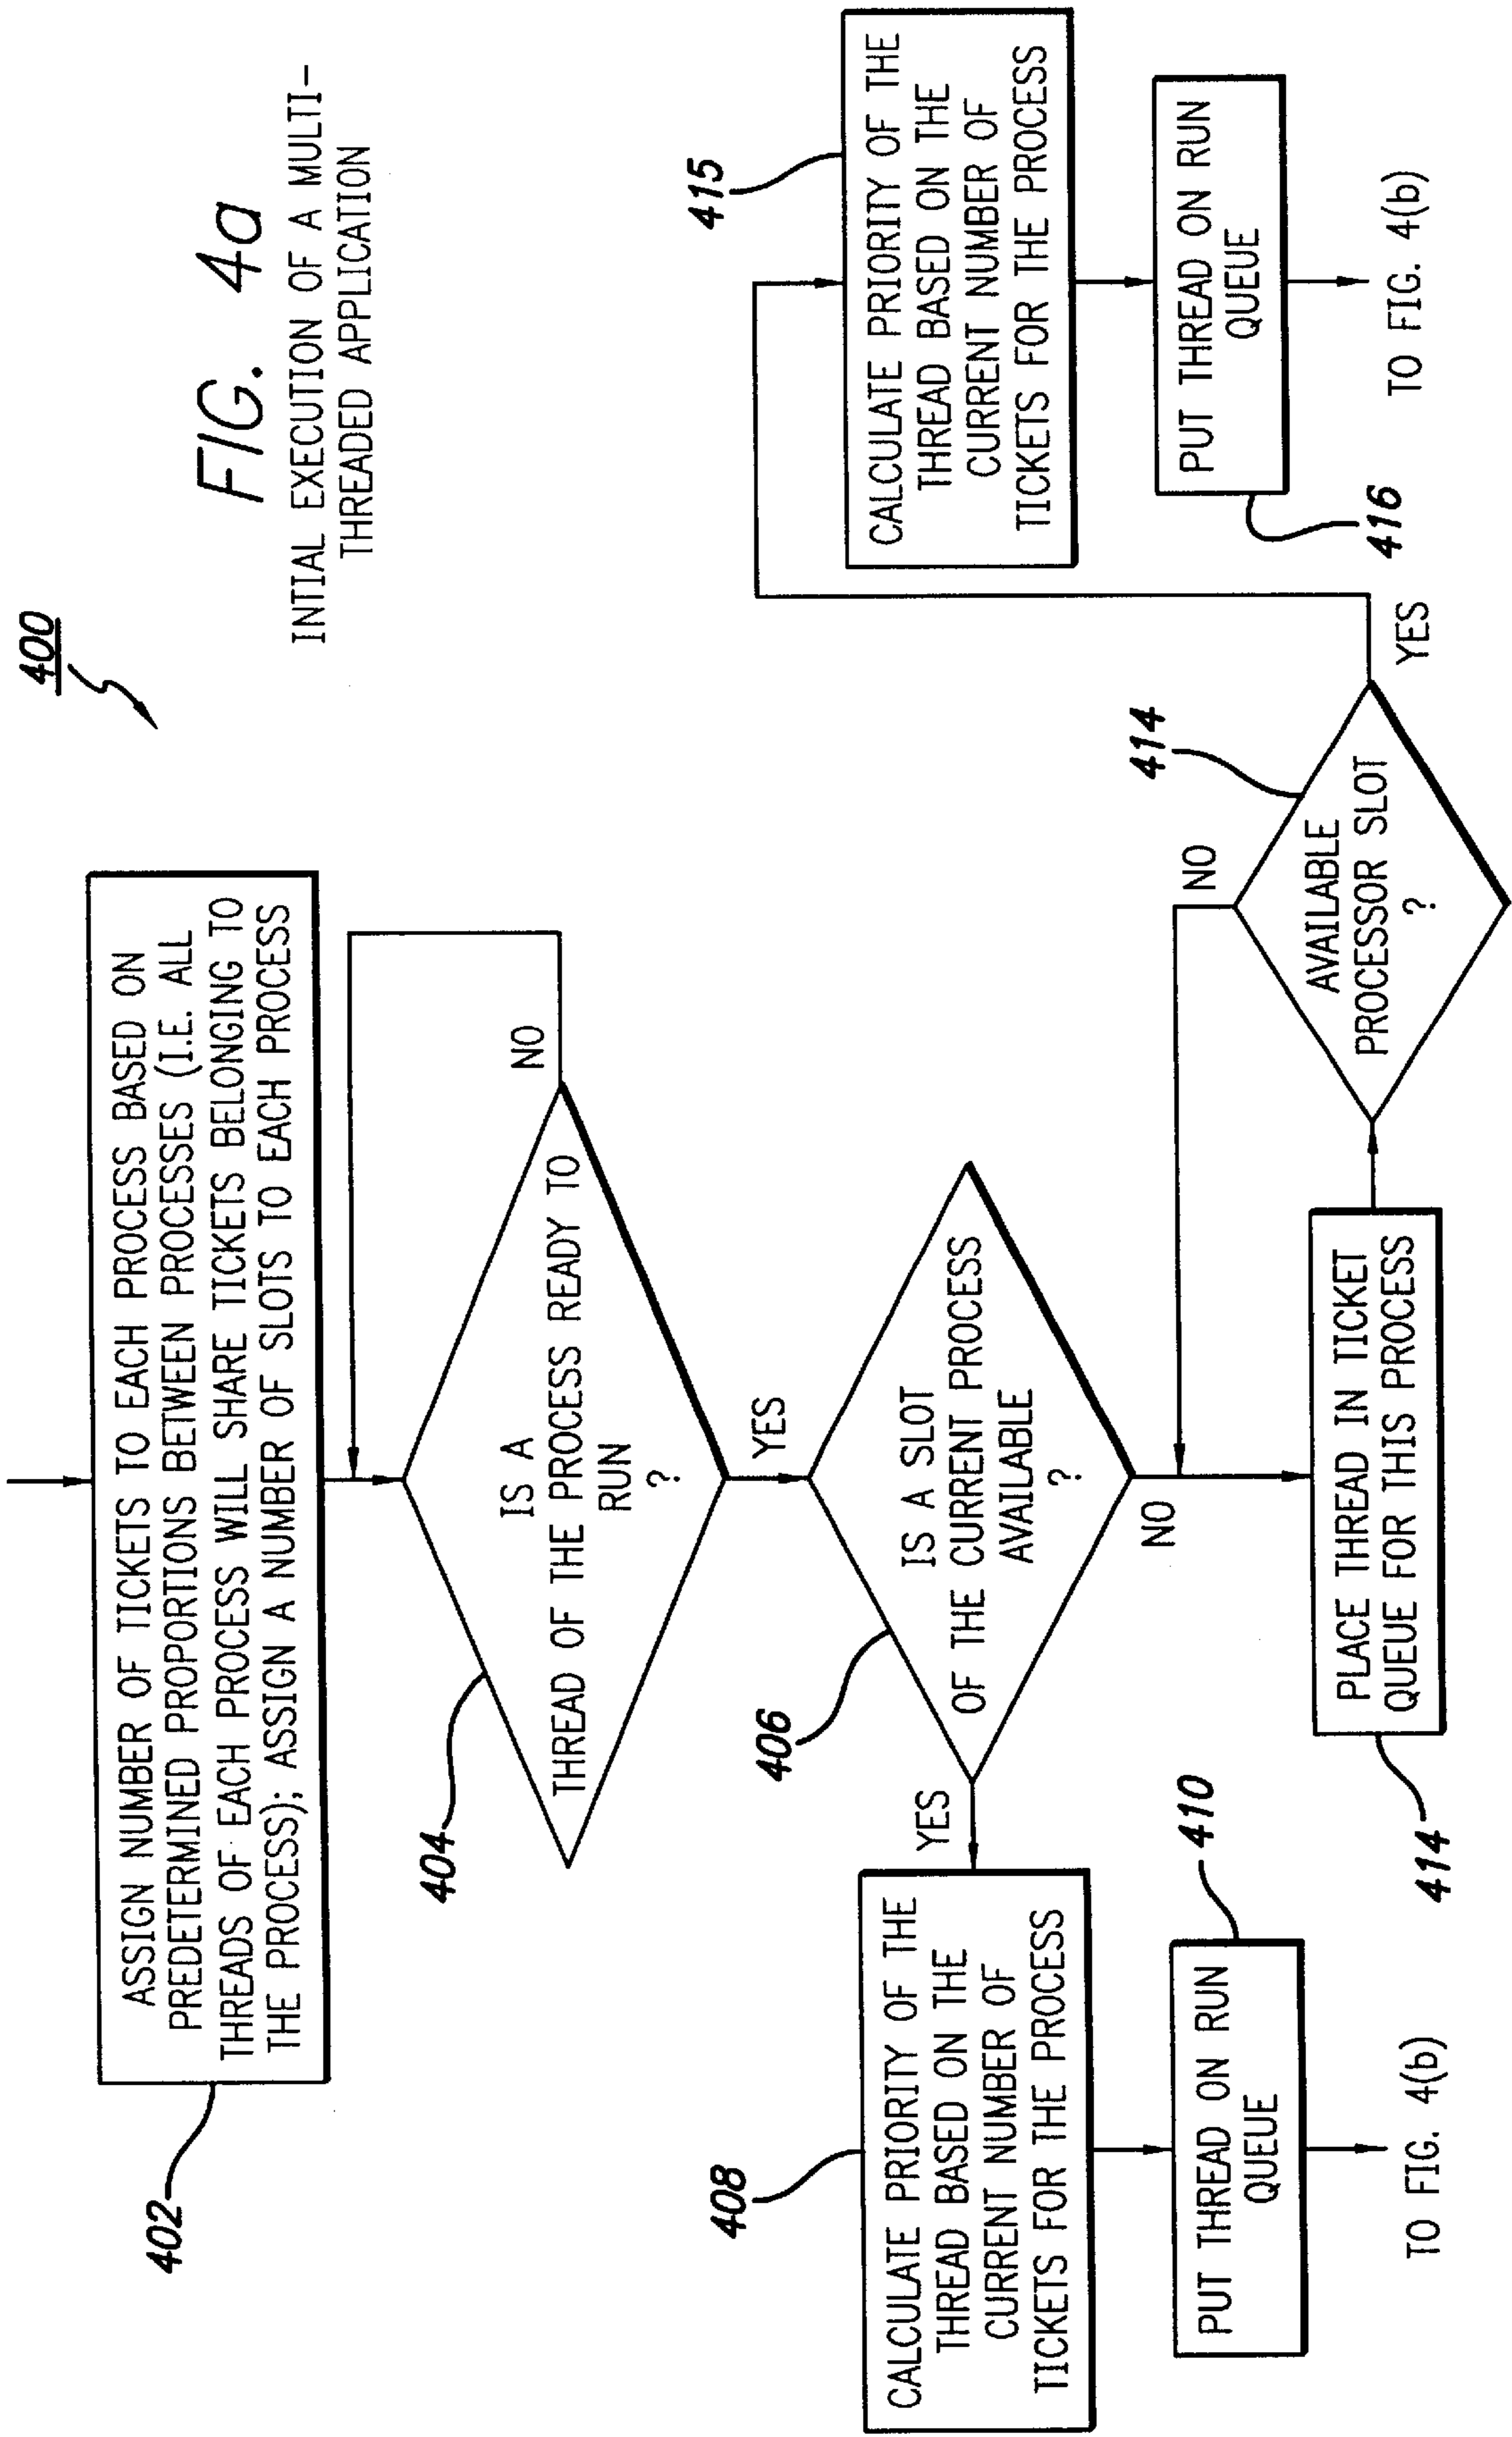 400
FIG. 4a
INTIAL EXECUTION OF A MULTI-
THREADED APPLICATION
402
ASSIGN NUMBER OF TICKETS TO EACH PROCESS BASED ON
PREDETERMINED PROPORTIONS BETWEEN PROCESSES (I.E. ALL
THREADS OF EACH PROCESS WILL SHARE TICKETS BELONGING TO
THE PROCESS); ASSIGN A NUMBER OF SLOTS TO EACH PROCESS
404
IS A
THREAD OF THE PROCESS READY TO
RUN
?
NO
YES
406
IS A SLOT
OF THE CURRENT PROCESS
AVAILABLE
?
YES
NO
408
CALCULATE PRIORITY OF THE
THREAD BASED ON THE
CURRENT NUMBER OF
TICKETS FOR THE PROCESS
410
PUT THREAD ON RUN
QUEUE
TO FIG. 4(b)
414
PLACE THREAD IN TICKET
QUEUE FOR THIS PROCESS
414
AVAILABLE
PROCESSOR SLOT
?
NO
YES
415
CALCULATE PRIORITY OF THE
THREAD BASED ON THE
CURRENT NUMBER OF
TICKETS FOR THE PROCESS
416
PUT THREAD ON RUN
QUEUE
TO FIG. 4(b)